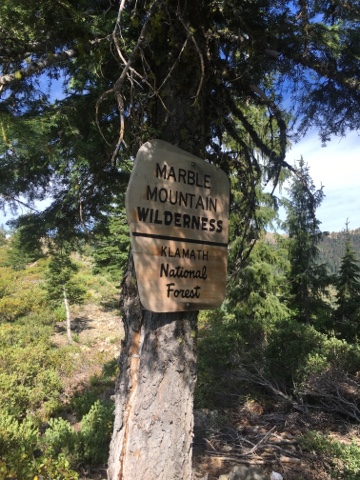 MARBLE
MOUNTAIN
WILDERNESS
KLAMATH
National
Forest